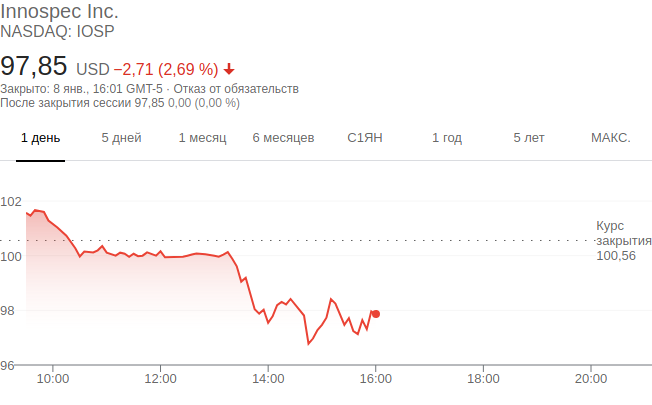 Innospec Inc.
NASDAQ: IOSP
97,85 USD −2,71 (2,69 %)
Закрыто: 8 янв., 16:01 GMT-5 · Отказ от обязательств
После закрытия сессии 97,85 0,00 (0,00 %)
1 день 5 дней 1 месяц 6 месяцев С1ЯН 1 год 5 лет МАКС.
102
100
98
96
Курс
закрытия
100,56
10:00 12:00 14:00 16:00 18:00 20:00